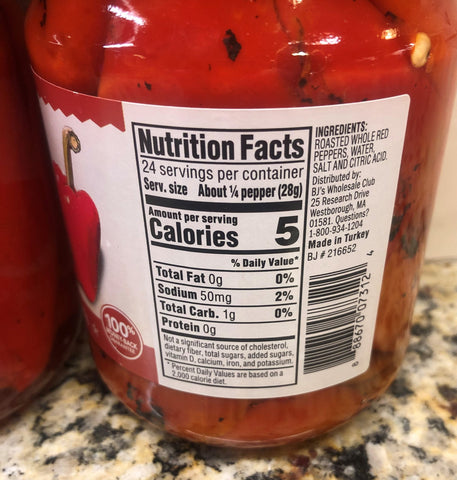 Nutrition Facts
24 servings per container
Serv. size About ¼ pepper (28g)
Amount per serving
Calories 5
% Daily Value*
Total Fat 0g 0%
Sodium 50mg 2%
Total Carb. 1g 0%
Protein 0g
Not a significant source of cholesterol,
dietary fiber, total sugars, added sugars,
vitamin D, calcium, iron, and potassium.
* Percent Daily Values are based on a
2,000 calorie diet.
INGREDIENTS:
ROASTED WHOLE RED
PEPPERS, WATER,
SALT AND CITRIC ACID.
Distributed by:
BJ's Wholesale Club
25 Research Drive
Westborough, MA
01581. Questions?
1-800-934-1204
Made in Turkey
BJ # 216652
100%
MONEY-BACK
GUARANTEE